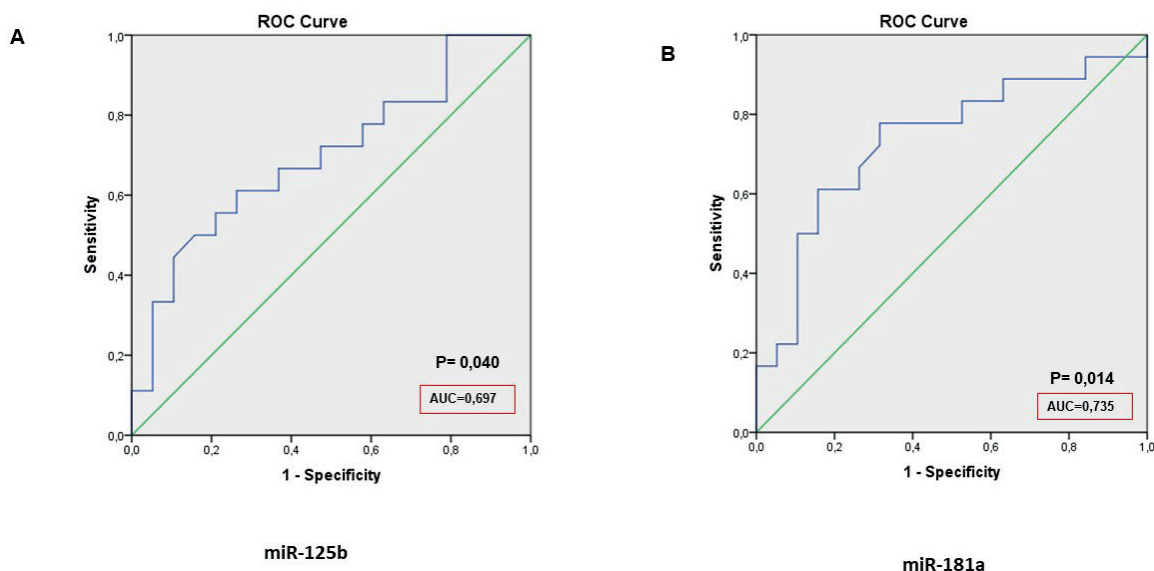 A
ROC Curve
1,0
0,8
0,6
0,4
0,2
0,0
Sensitivity
P= 0,040
AUC=0,697
0,0 0,2 0,4 0,6 0,8 1,0
1 - Specificity
miR-125b
B
ROC Curve
1,0
0,8
0,6
0,4
0,2
0,0
Sensitivity
P= 0,014
AUC=0,735
0,0 0,2 0,4 0,6 0,8 1,0
1 - Specificity
miR-181a